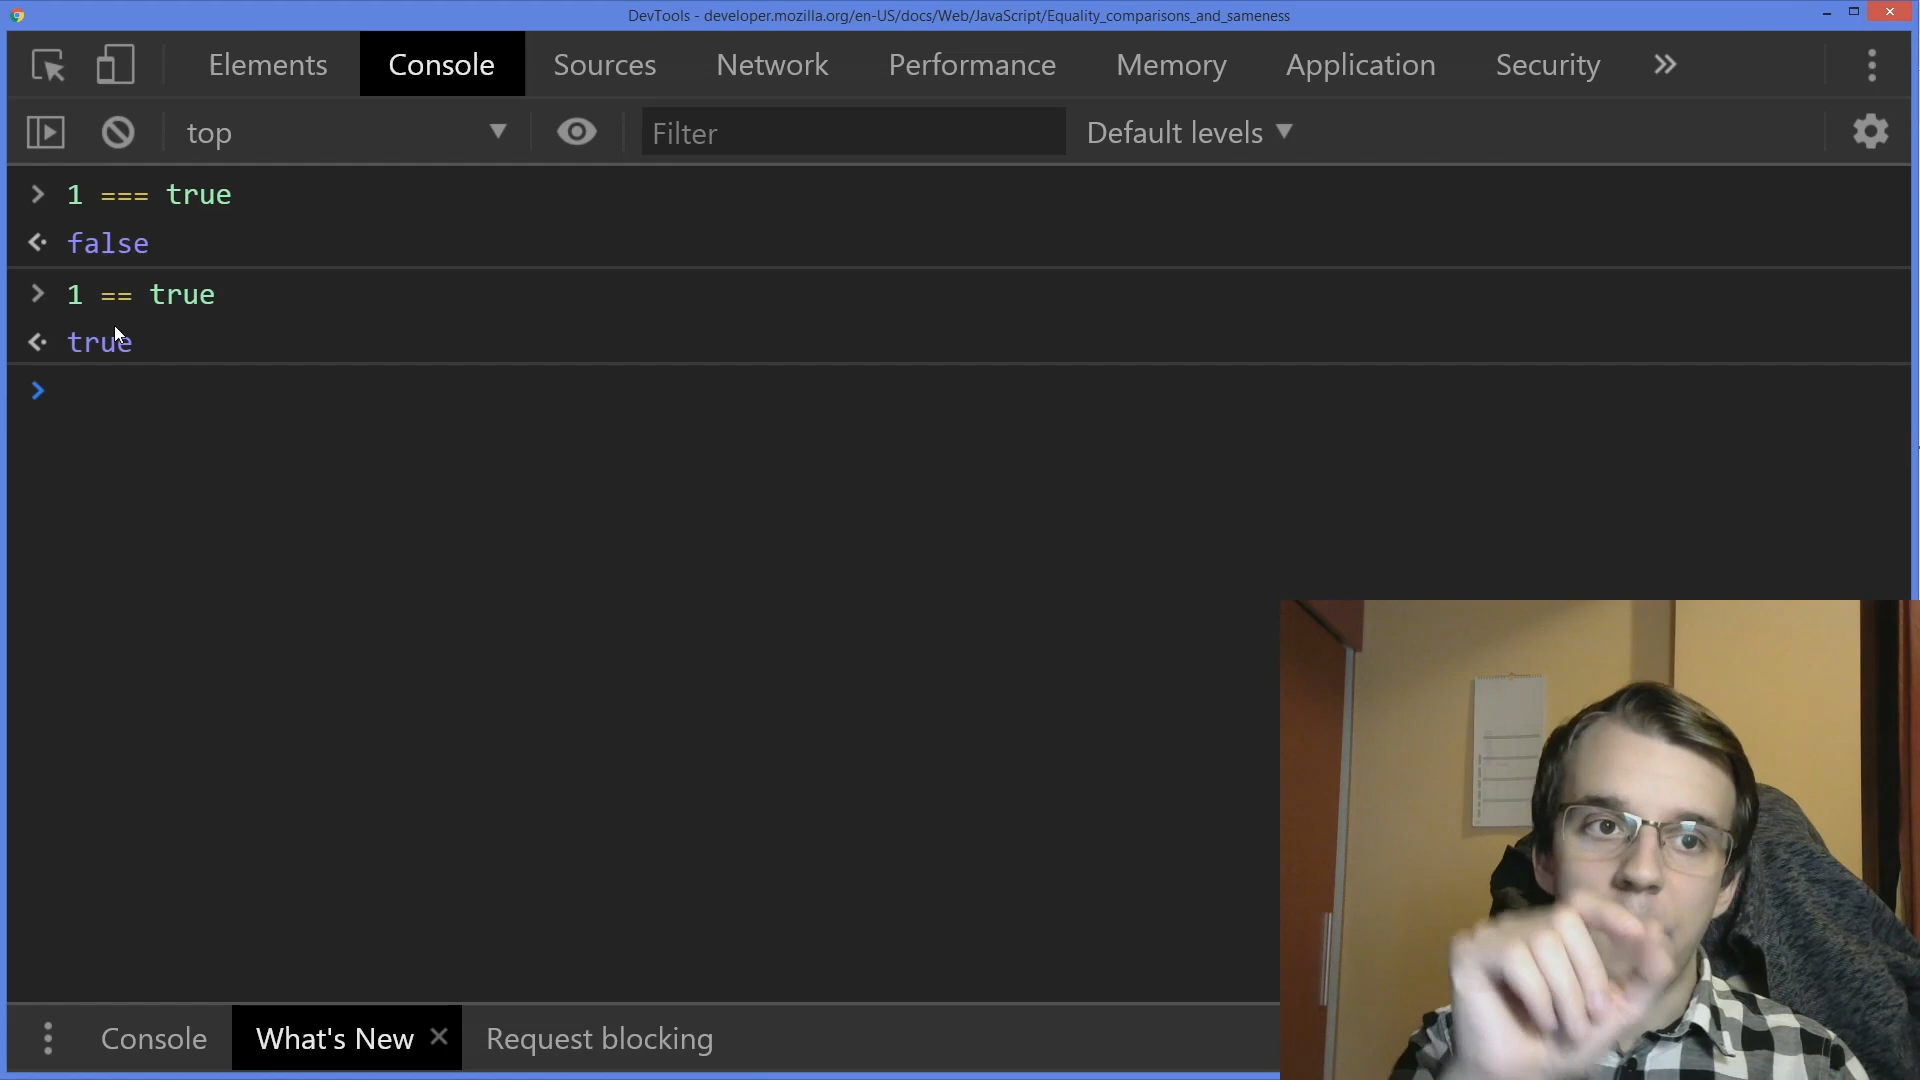 DevTools - developer.mozilla.org/en-US/docs/Web/JavaScript/Equality_comparisons_and_sameness
Elements Console Sources Network Performance Memory Application Security »
top Filter Default levels
> 1 === true
false
> 1 == true
true
>
Console What's New × Request blocking